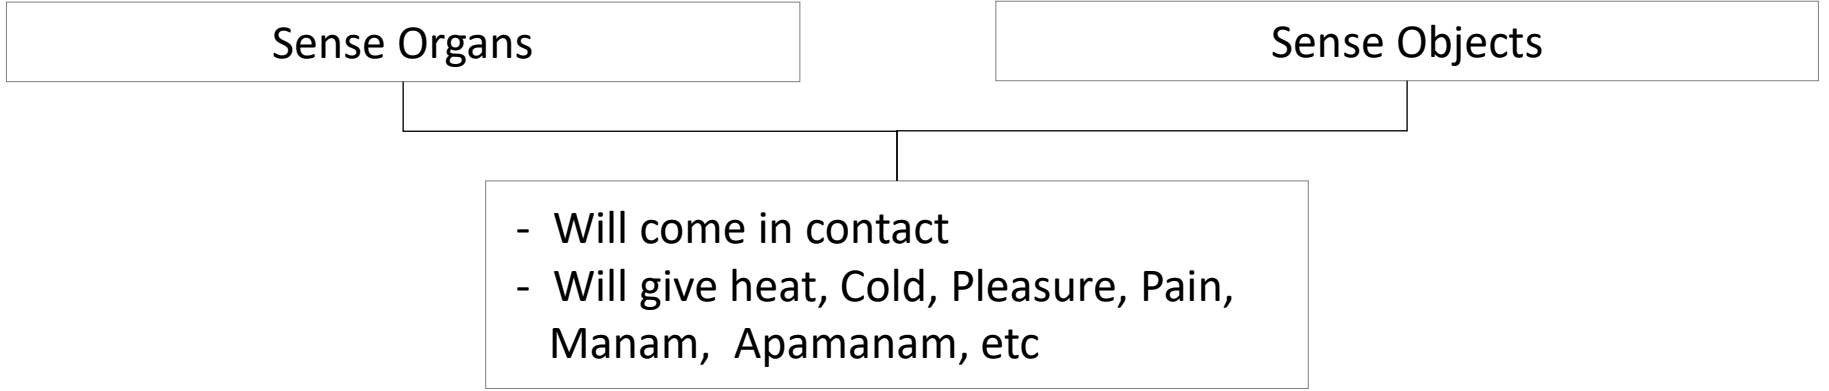 Sense Organs
Sense Objects
- Will come in contact
- Will give heat, Cold, Pleasure, Pain,
Manam, Apamanam, etc